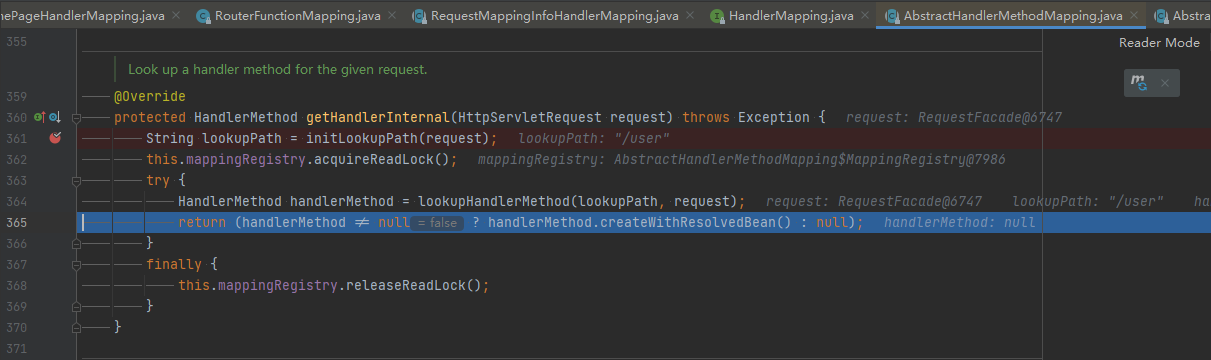 nePageHandlerMapping.java × RouterFunctionMapping.java × RequestMappingInfoHandlerMapping.java × HandlerMapping.java × AbstractHandlerMethodMapping.java × Abstrac
355
Reader Mode
Look up a handler method for the given request.
359 @Override
360 protected HandlerMethod getHandlerInternal(HttpServletRequest request) throws Exception { request: RequestFacade@6747
361 String lookupPath = initLookupPath(request); lookupPath: "/user"
362 this.mappingRegistry.acquireReadLock(); mappingRegistry: AbstractHandlerMethodMapping$MappingRegistry@7986
363 try {
364 HandlerMethod handlerMethod = lookupHandlerMethod(lookupPath, request); request: RequestFacade@6747 lookupPath: "/user" ha
365 return (handlerMethod ≠ null = false ? handlerMethod.createWithResolvedBean() : null); handlerMethod: null
366 }
367 finally {
368 this.mappingRegistry.releaseReadLock();
369 }
370 }
371